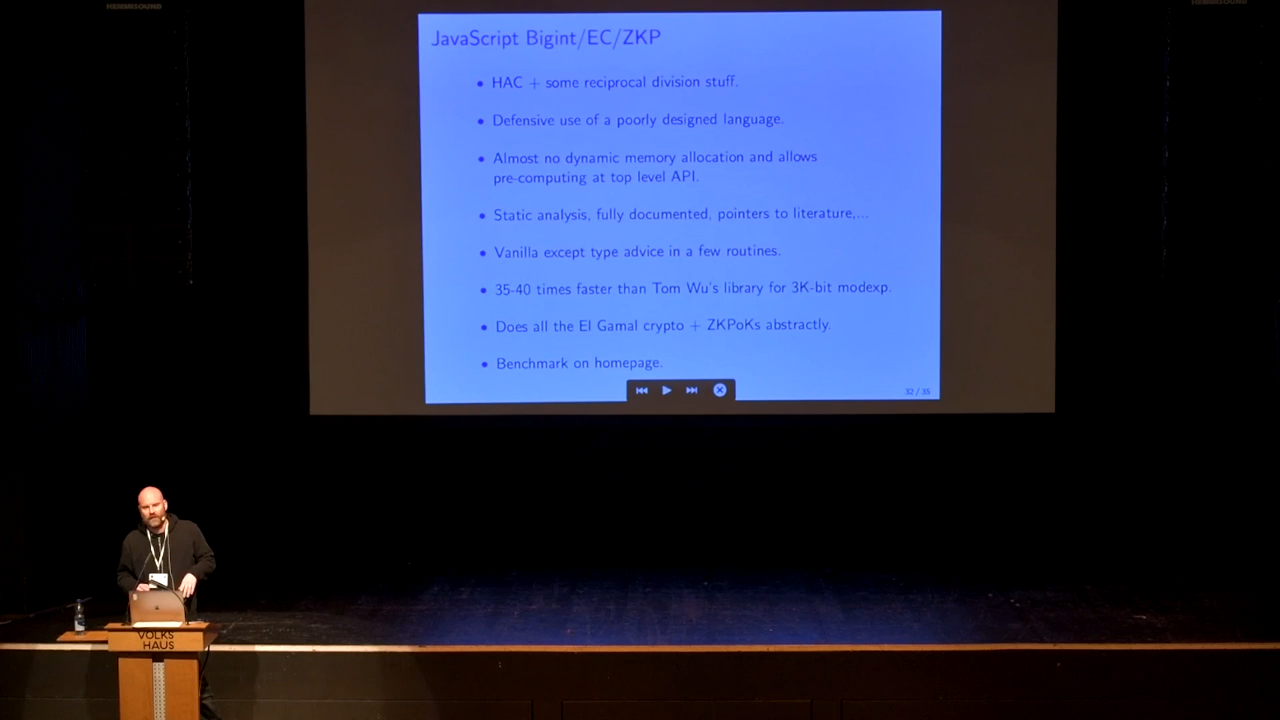 JavaScript Bigint/EC/ZKP
• HAC + some reciprocal division stuff.
• Defensive use of a poorly designed language.
• Almost no dynamic memory allocation and allows
pre-computing at top level API.
• Static analysis, fully documented, pointers to literature,...
• Vanilla except type advice in a few routines.
• 35-40 times faster than Tom Wu's library for 3K-bit modexp.
• Does all the El Gamal crypto + ZKPoKs abstractly.
• Benchmark on homepage.
32 / 35
VOLKS
HAUS